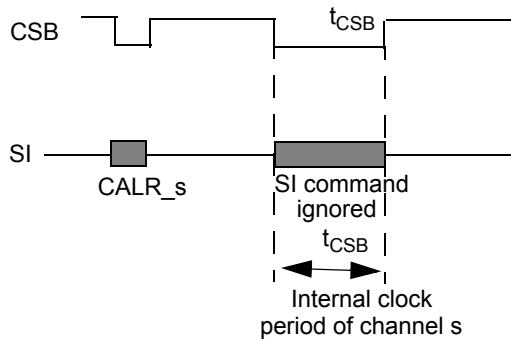 CSB
tCSB
SI
CALR_s
SI command
ignored
tCSB
Internal clock
period of channel s